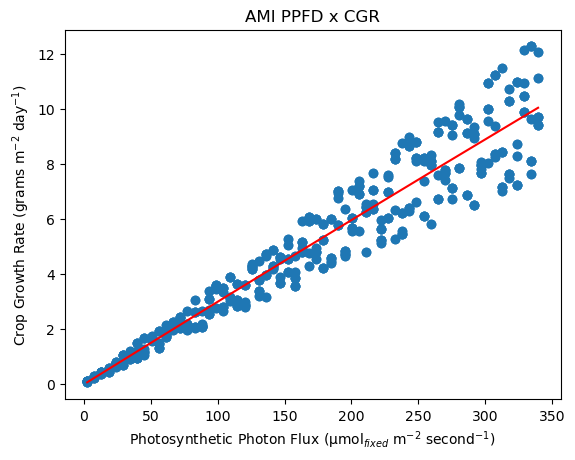 AMI PPFD x CGR
12
10
8
6
4
2
0
Crop Growth Rate (grams m⁻² day⁻¹)
0 50 100 150 200 250 300 350
Photosynthetic Photon Flux (μmol_fixed m⁻² second⁻¹)